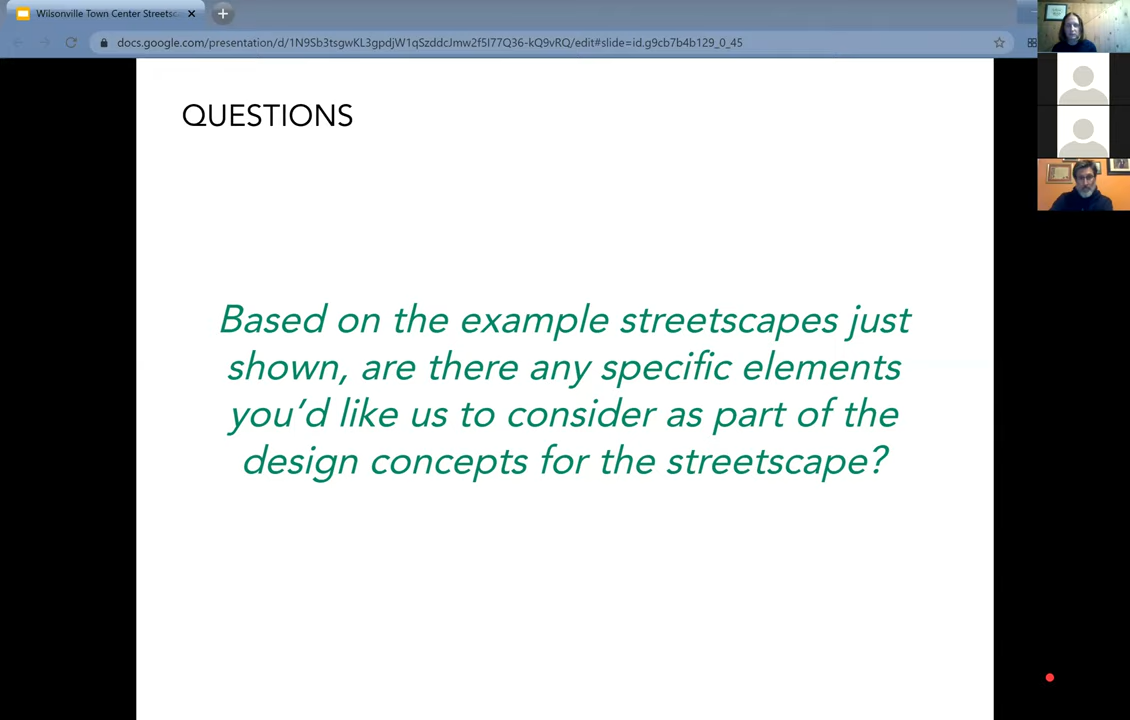 Wilsonville Town Center Streetsc
docs.google.com/presentation/d/1N9Sb3tsgwKL3gpdjW1qSzddcJmw2f5I77Q36-kQ9vRQ/edit#slide=id.g9cb7b4b129_0_45
QUESTIONS
Based on the example streetscapes just
shown, are there any specific elements
you’d like us to consider as part of the
design concepts for the streetscape?